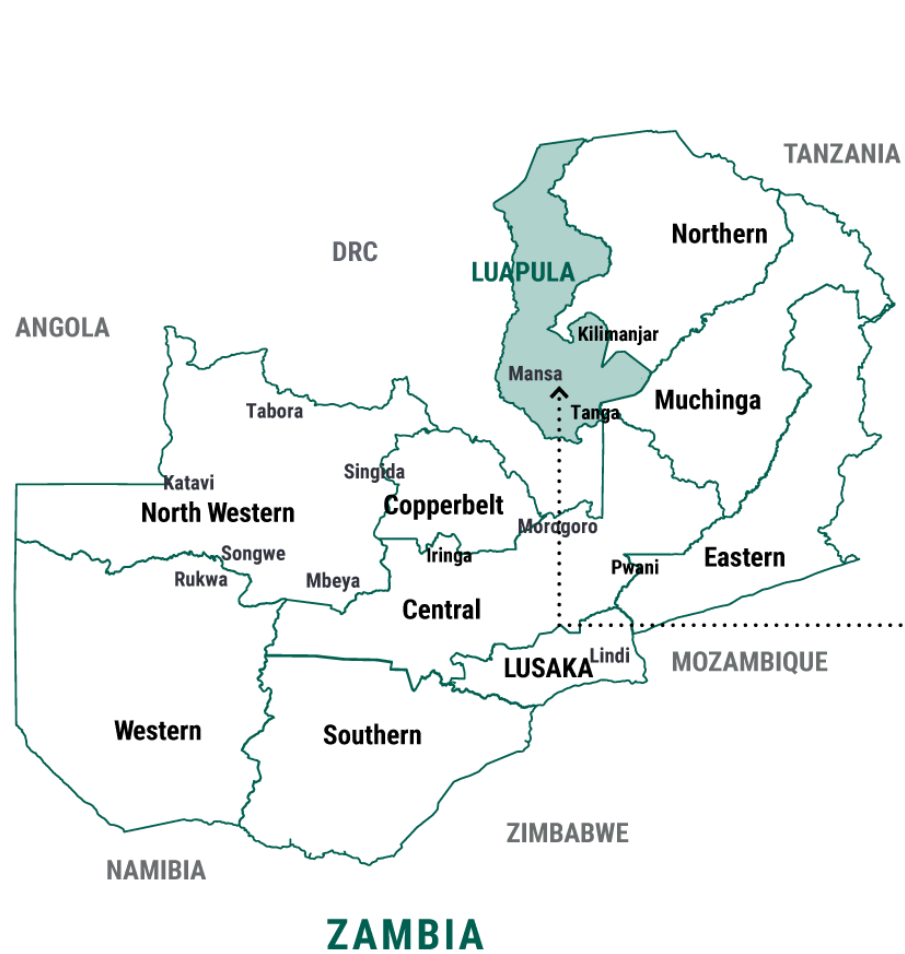 TANZANIA
Northern
DRC
LUAPULA
ANGOLA
Kilimanjar
Mansa
Muchinga
Tabora
Tanga
Singida
Katavi
Copperbelt
North Western
Morogoro
Songwe
Iringa
Eastern
Pwani
Rukwa
Mbeya
Central
Lindi
LUSAKA
MOZAMBIQUE
Western
Southern
ZIMBABWE
NAMIBIA
ZAMBIA